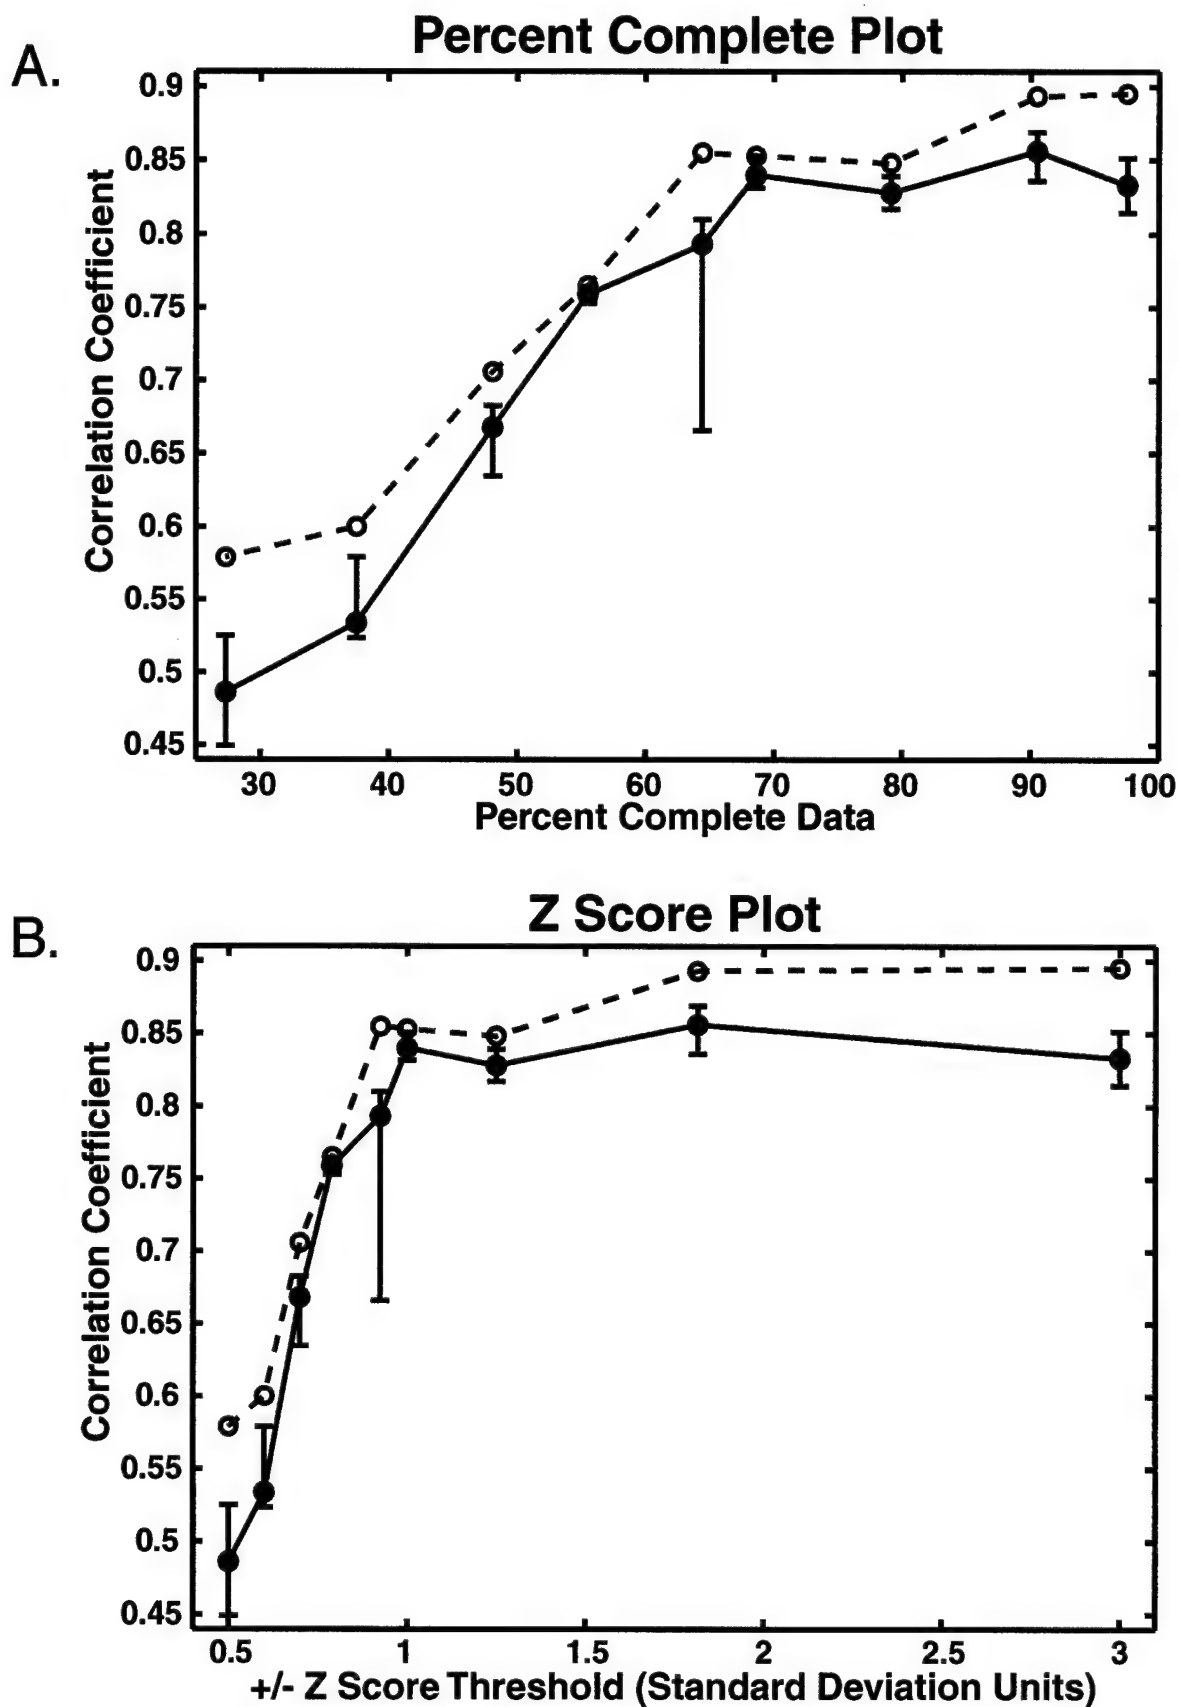 A.
Percent Complete Plot
0.9
0.85
0.8
0.75
0.7
0.65
0.6
0.55
0.5
0.45
Correlation Coefficient
30 40 50 60 70 80 90 100
Percent Complete Data
B.
Z Score Plot
0.9
0.85
0.8
0.75
0.7
0.65
0.6
0.55
0.5
0.45
Correlation Coefficient
0.5 1 1.5 2 2.5 3
+/- Z Score Threshold (Standard Deviation Units)